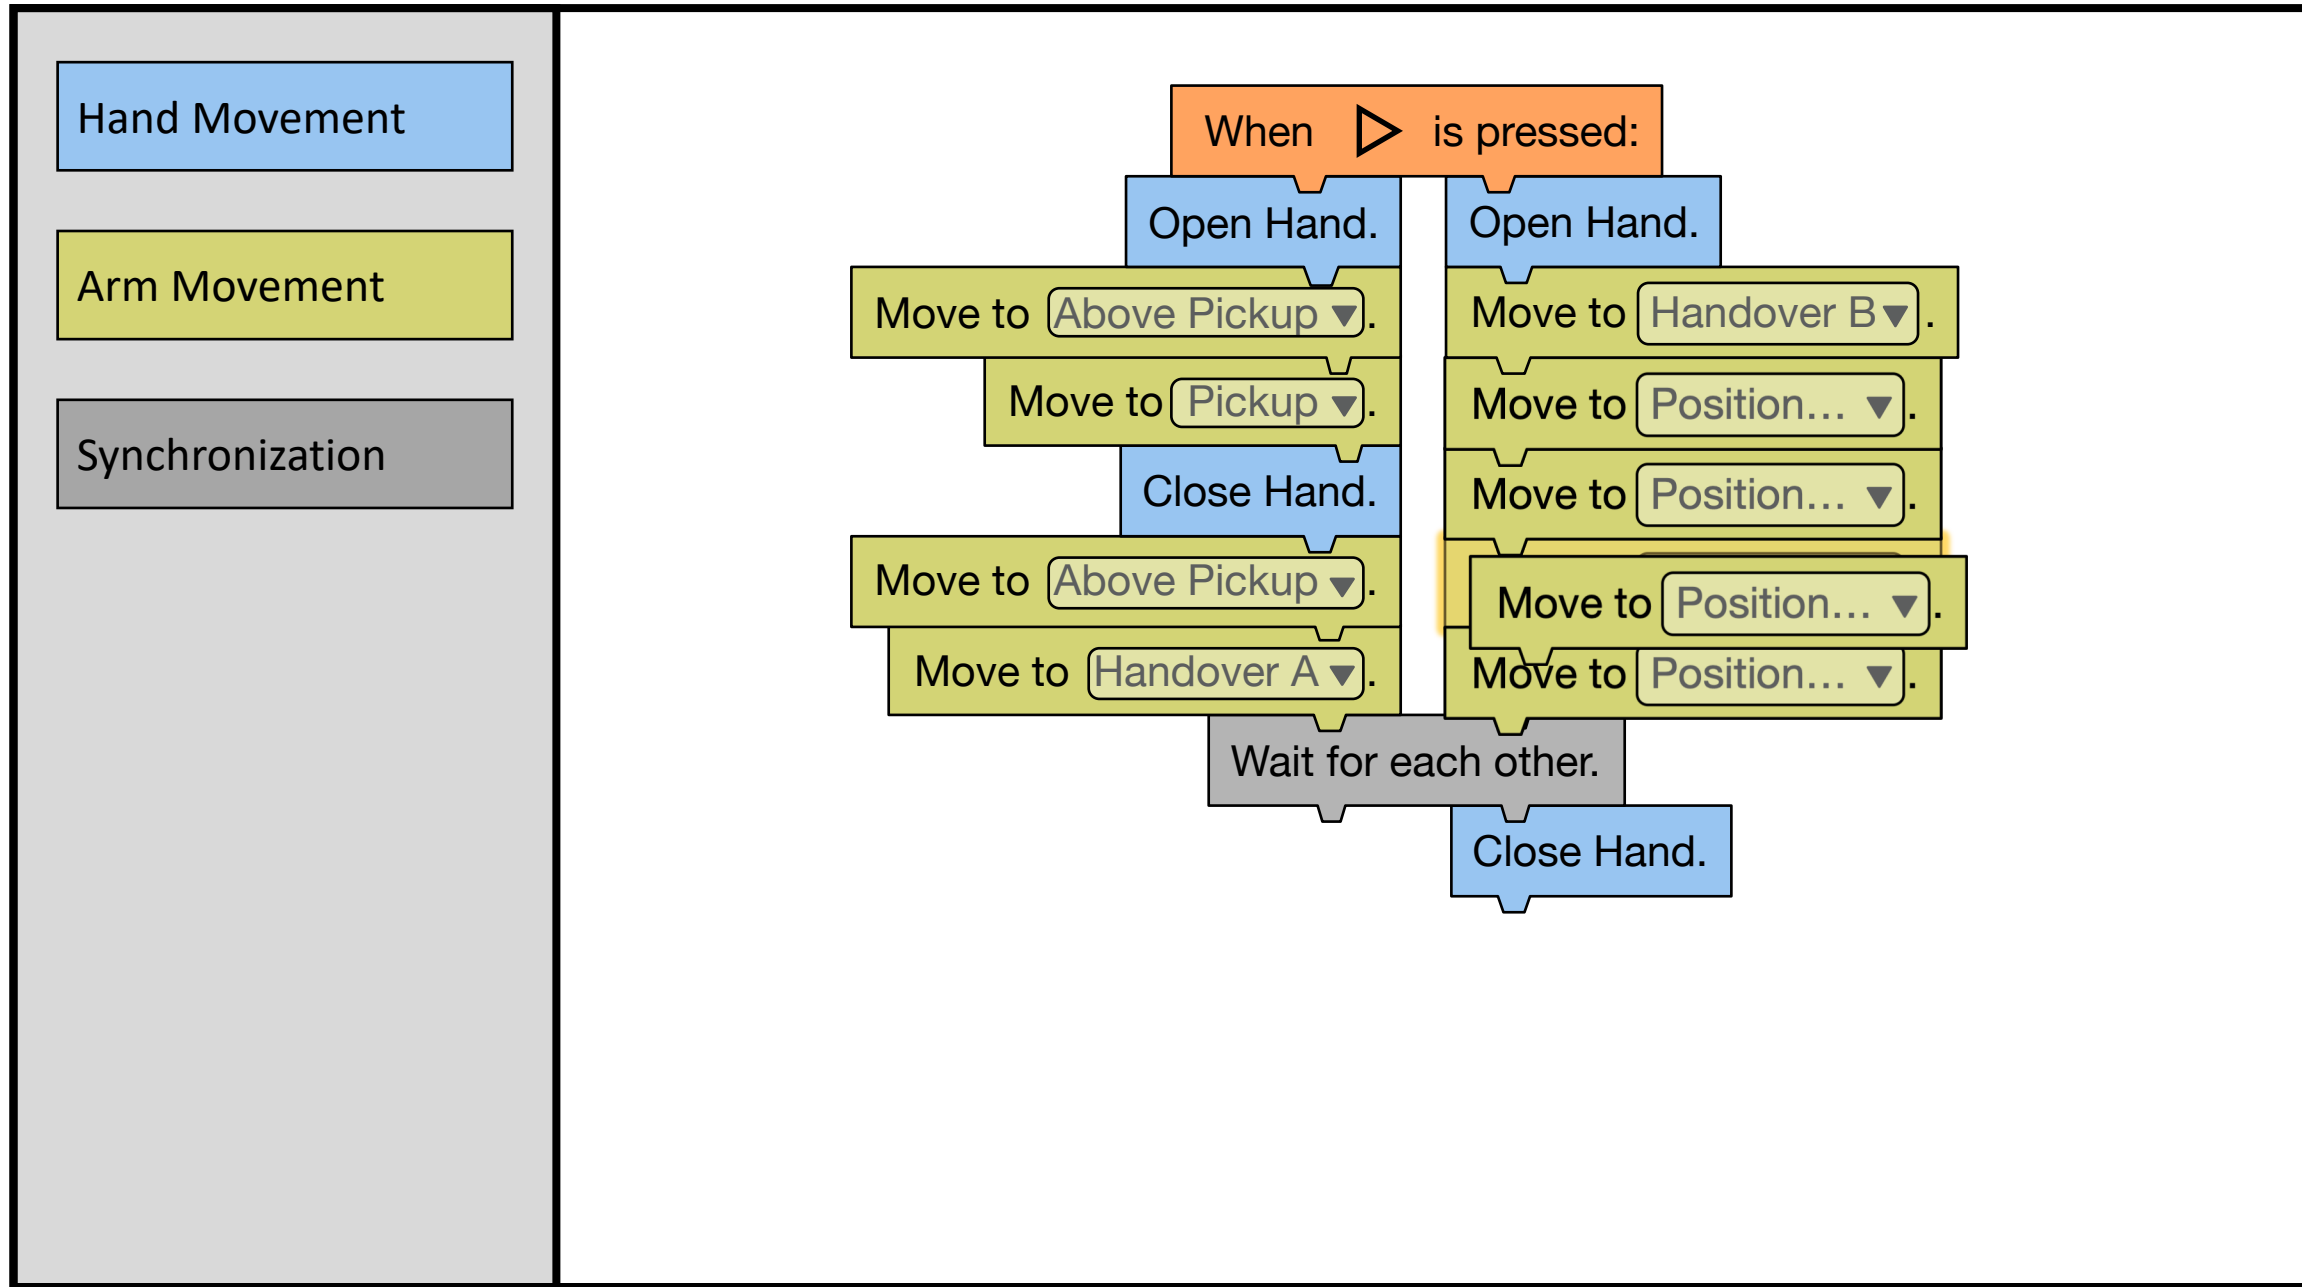 Hand Movement
Arm Movement
Synchronization
When is pressed:
Open Hand.
Move to Above Pickup.
Move to Pickup.
Close Hand.
Move to Above Pickup.
Move to Handover A.
Open Hand.
Move to Handover B.
Move to Position... .
Move to Position... .
Move to Position... .
Move to Position... .
Wait for each other.
Close Hand.